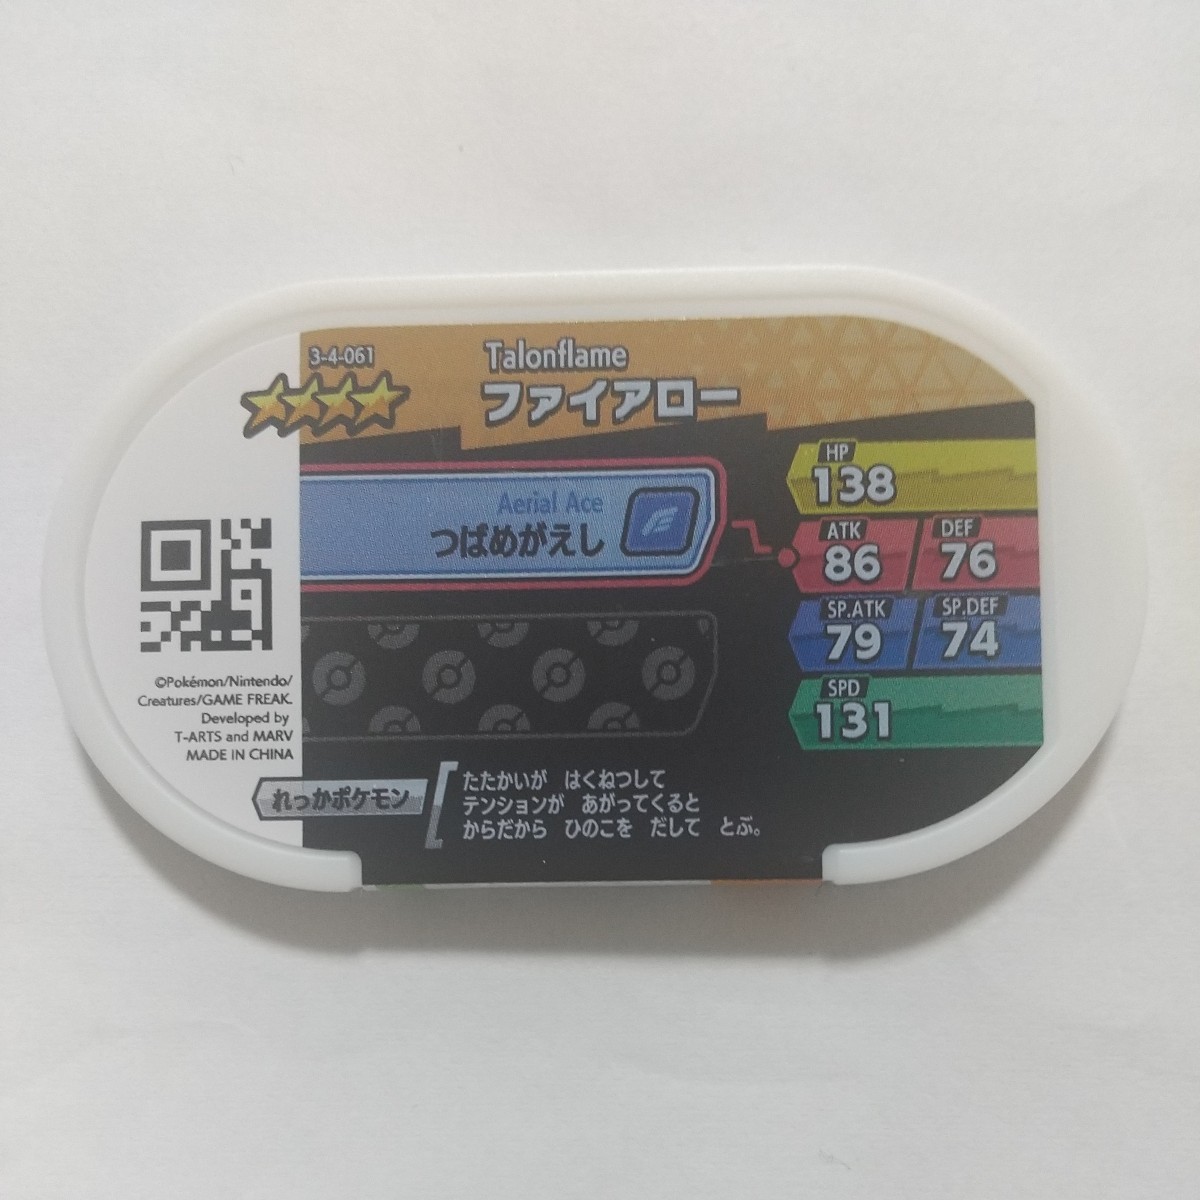 3-4-061
Talonflame
ファイアロー
Aerial Ace
つばめがえし
HP
138
ATK
86
DEF
76
SP.ATK
79
SP.DEF
74
SPD
131
©Pokémon/Nintendo/
Creatures/GAME FREAK.
Developed by
T-ARTS and MARV
MADE IN CHINA
れっかポケモン
たたかいが はくねつして
テンションが あがってくると
からだから ひのこを だして とぶ。